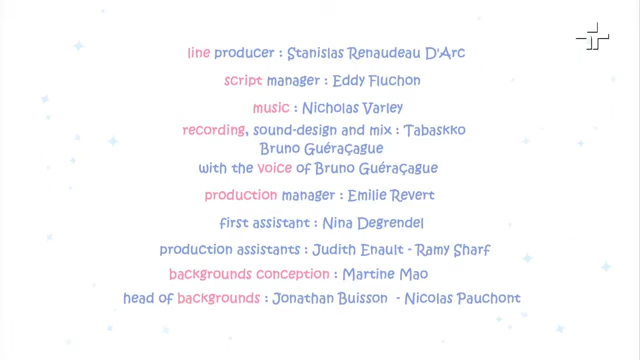 line producer : Stanislas Renaudeau D'Arc
script manager : Eddy Fluchon
music : Nicholas Varley
recording, sound-design and mix : Tabaskko
Bruno Guéraçague
with the voice of Bruno Guéraçague
production manager : Emilie Revert
first assistant : Nina Degrendel
production assistants : Judith Enault - Ramy Sharf
backgrounds conception : Martine Mao
head of backgrounds : Jonathan Buisson - Nicolas Pauchont